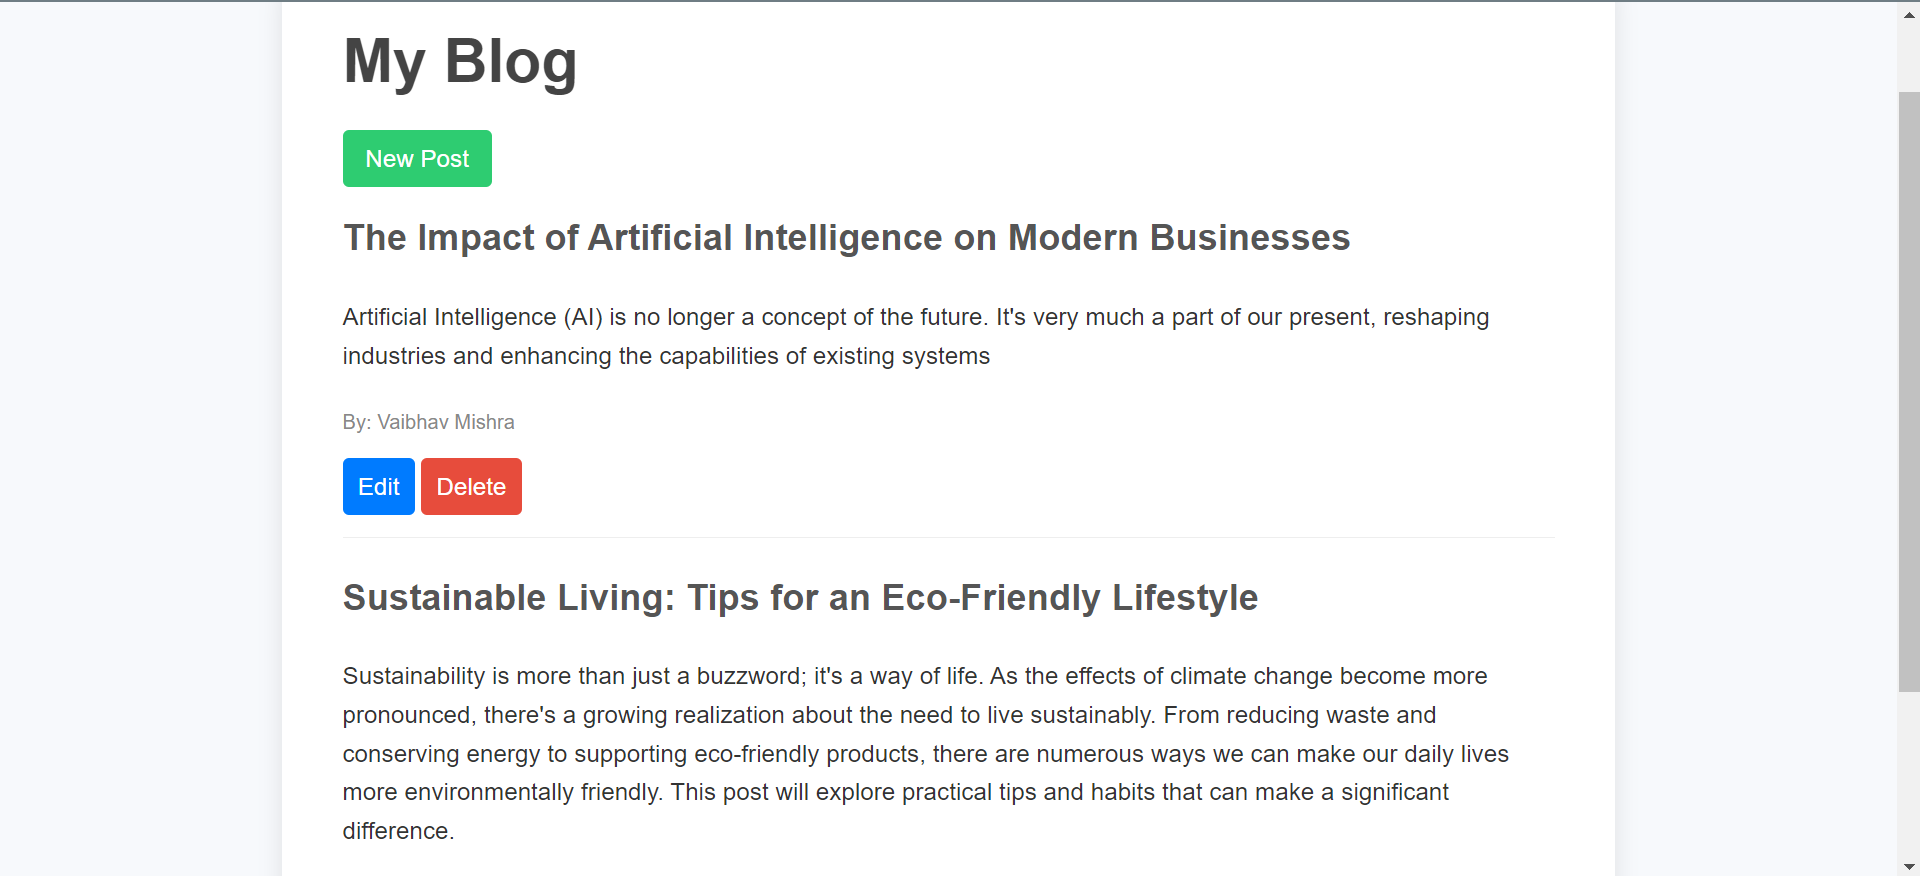 My Blog
New Post
The Impact of Artificial Intelligence on Modern Businesses
Artificial Intelligence (AI) is no longer a concept of the future. It's very much a part of our present, reshaping
industries and enhancing the capabilities of existing systems
By: Vaibhav Mishra
Edit Delete
Sustainable Living: Tips for an Eco-Friendly Lifestyle
Sustainability is more than just a buzzword; it's a way of life. As the effects of climate change become more
pronounced, there's a growing realization about the need to live sustainably. From reducing waste and
conserving energy to supporting eco-friendly products, there are numerous ways we can make our daily lives
more environmentally friendly. This post will explore practical tips and habits that can make a significant
difference.